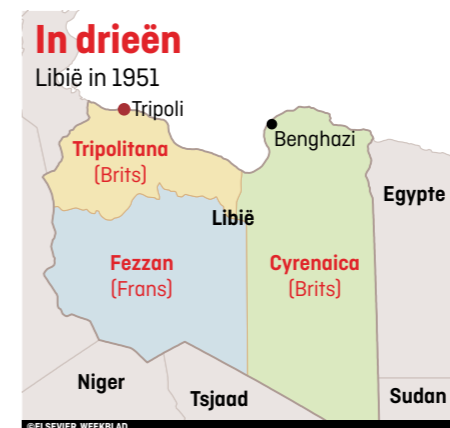 In drieën
Libië in 1951
Tripoli
Benghazi
Tripolitana
(Brits)
Egypte
Libië
Fezzan
(Frans)
Cyrenaica
(Brits)
Niger
Tsjaad
Sudan
©ELSEVIER WEEKBLAD